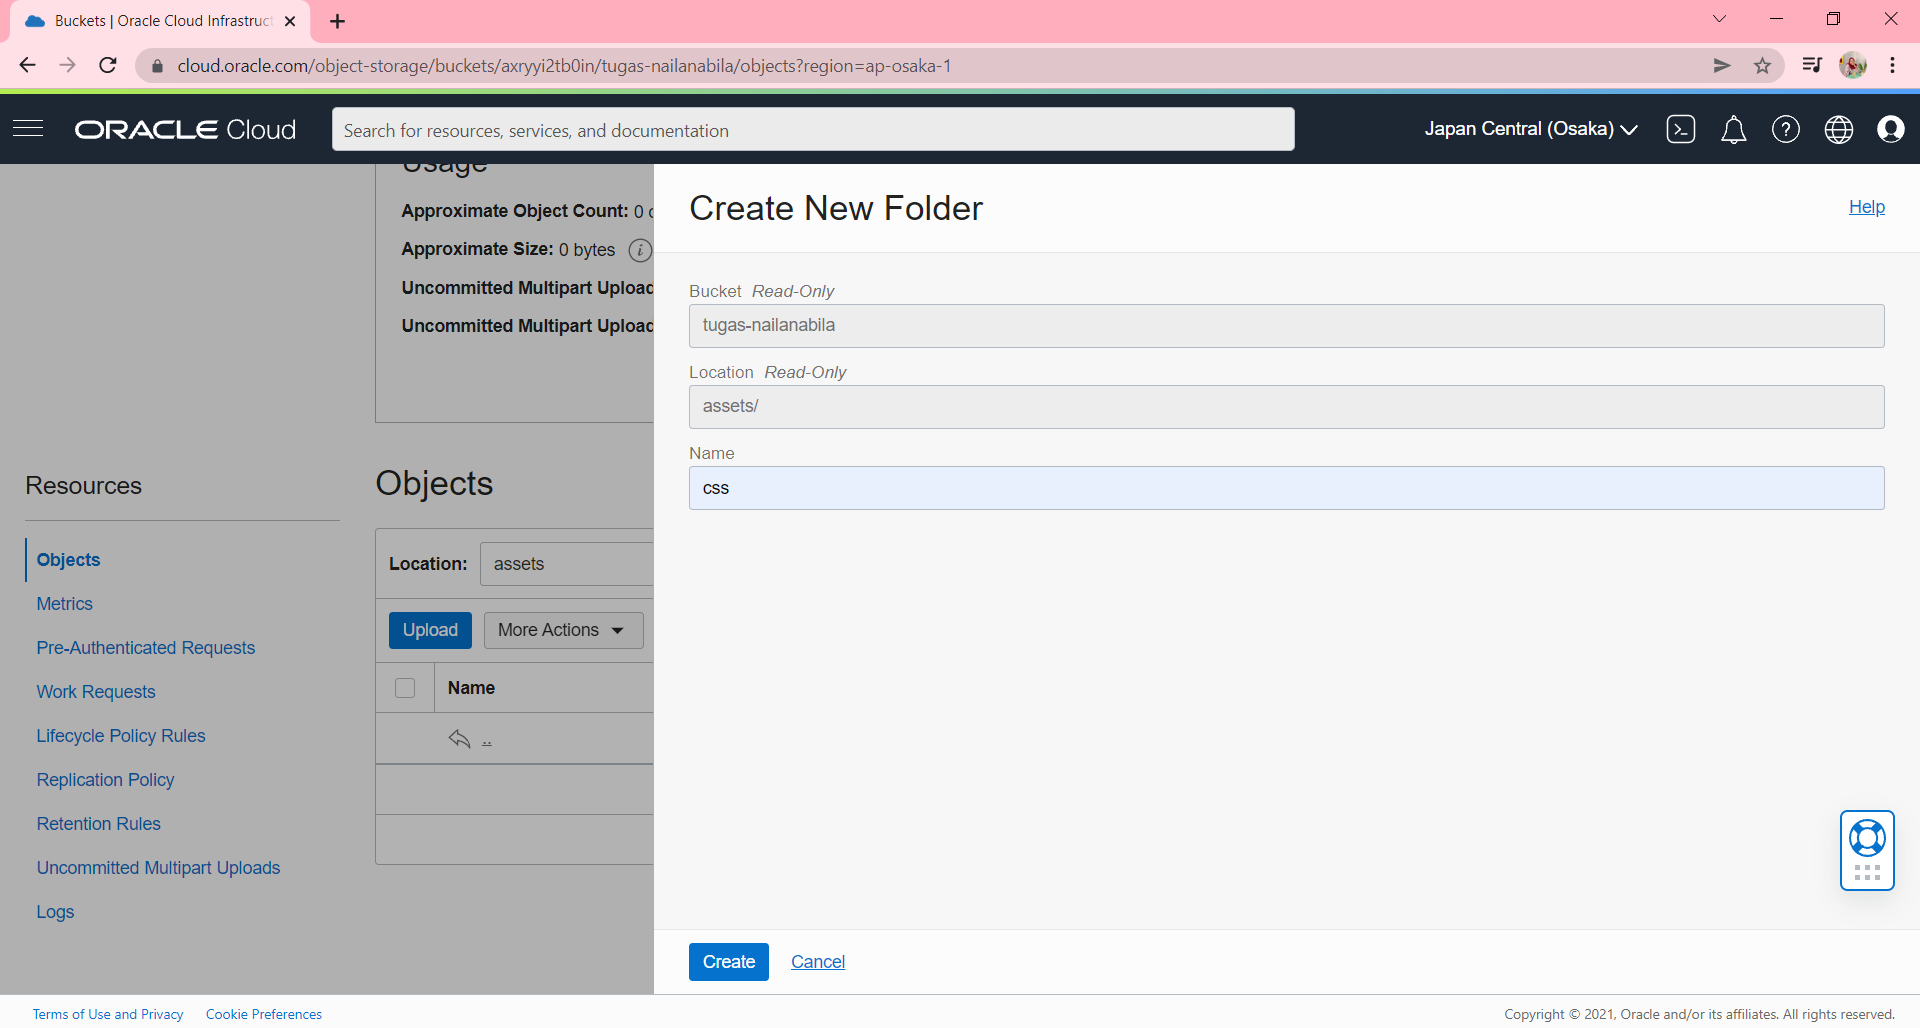 Buckets | Oracle Cloud Infrastruct
cloud.oracle.com/object-storage/buckets/axryyi2tb0in/tugas-nailanabila/objects?region=ap-osaka-1
ORACLE Cloud
Search for resources, services, and documentation
Japan Central (Osaka)
Usage
Approximate Object Count: 0
Approximate Size: 0 bytes
Uncommitted Multipart Upload
Uncommitted Multipart Upload
Create New Folder
Help
Bucket Read-Only
tugas-nailanabila
Location Read-Only
assets/
Name
css
Resources
Objects
Metrics
Pre-Authenticated Requests
Work Requests
Lifecycle Policy Rules
Replication Policy
Retention Rules
Uncommitted Multipart Uploads
Logs
Objects
Location: assets
Upload
More Actions
Name
..
Create
Cancel
Terms of Use and Privacy
Cookie Preferences
Copyright © 2021, Oracle and/or its affiliates. All rights reserved.